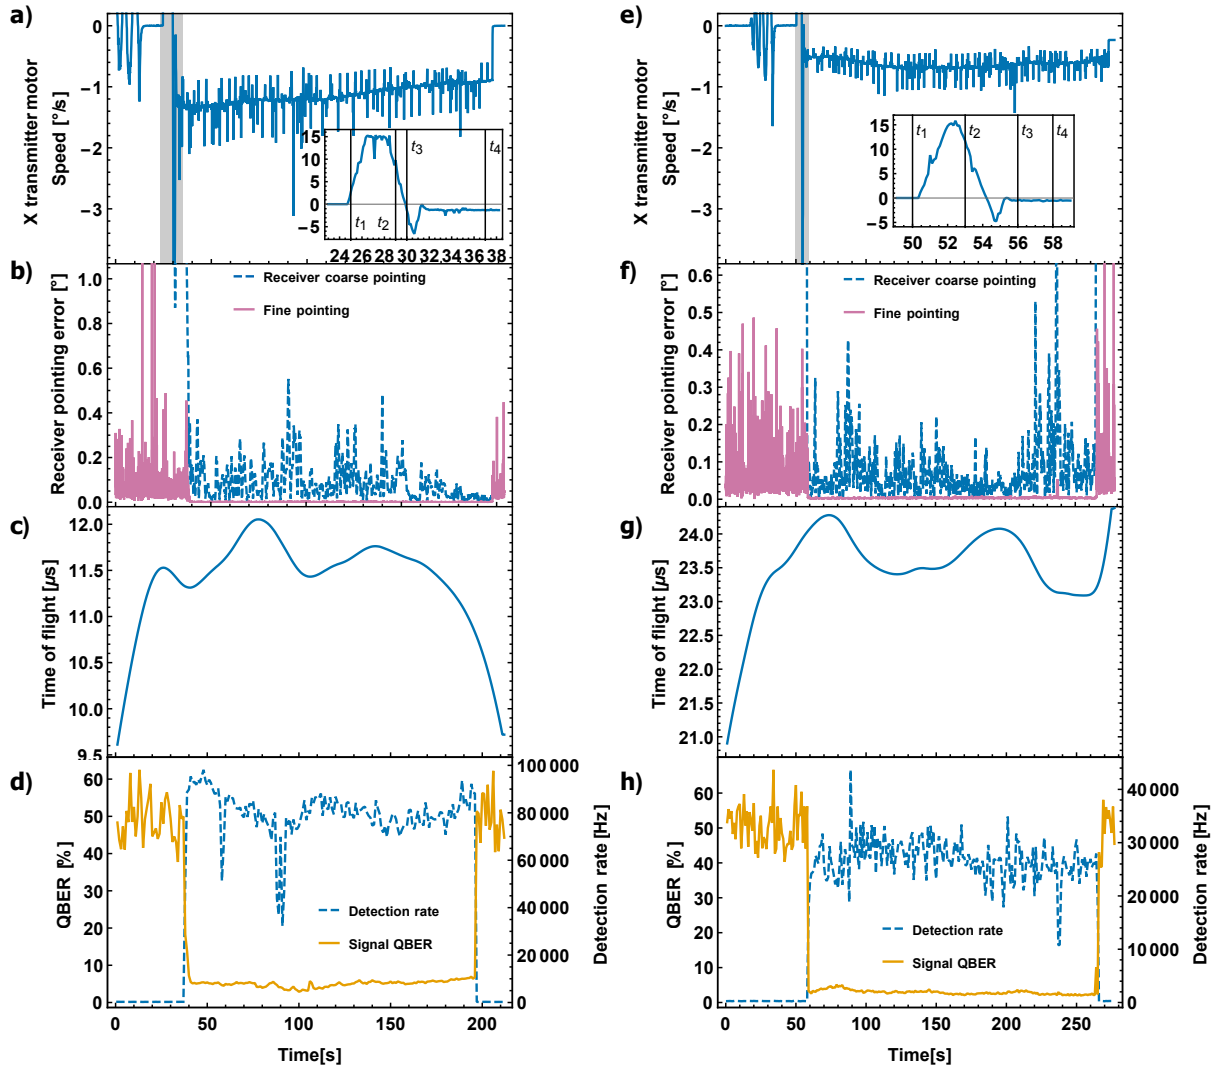 a)
X transmitter motor
Speed [°/s]
0
−1
−2
−3
15
10
5
0
−5
t1 t2
t3
t4
24 26 28 30 32 34 36 38
e)
X transmitter motor
Speed [°/s]
0
−1
−2
−3
15
10
5
0
−5
t1
t2
t3
t4
50 52 54 56 58
b)
Receiver pointing error [°]
1.0
0.8
0.6
0.4
0.2
0.0
Receiver coarse pointing
Fine pointing
f)
Receiver pointing error [°]
0.6
0.5
0.4
0.3
0.2
0.1
0.0
Receiver coarse pointing
Fine pointing
c)
Time of flight [µs]
12.0
11.5
11.0
10.5
10.0
9.5
g)
Time of flight [µs]
24.0
23.5
23.0
22.5
22.0
21.5
21.0
d)
QBER [%]
60
50
40
30
20
10
0
Detection rate
Signal QBER
100 000
80 000
60 000
40 000
20 000
0
Detection rate [Hz]
0 50 100 150 200
Time[s]
h)
QBER [%]
60
50
40
30
20
10
0
Detection rate
Signal QBER
40 000
30 000
20 000
10 000
0
Detection rate [Hz]
0 50 100 150 200 250
Time[s]